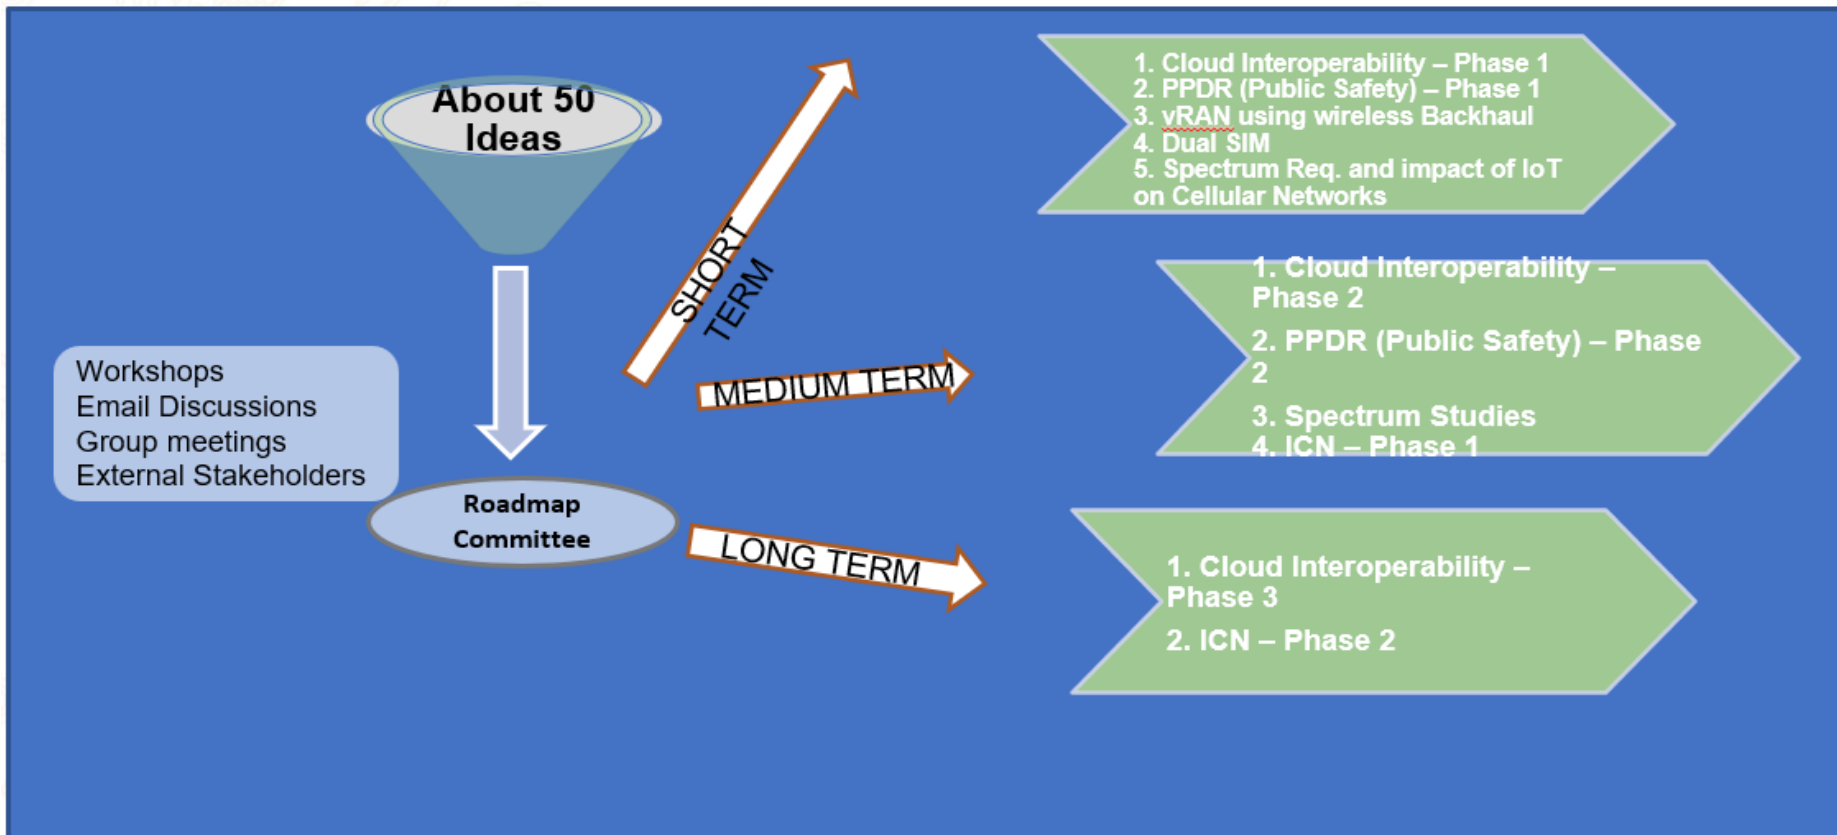 About 50
Ideas
Workshops
Email Discussions
Group meetings
External Stakeholders
Roadmap
Committee
SHORT
TERM
MEDIUM TERM
LONG TERM
1. Cloud Interoperability – Phase 1
2. PPDR (Public Safety) – Phase 1
3. vRAN using wireless Backhaul
4. Dual SIM
5. Spectrum Req. and impact of IoT
on Cellular Networks
1. Cloud Interoperability –
Phase 2
2. PPDR (Public Safety) – Phase
2
3. Spectrum Studies
4. ICN – Phase 1
1. Cloud Interoperability –
Phase 3
2. ICN – Phase 2